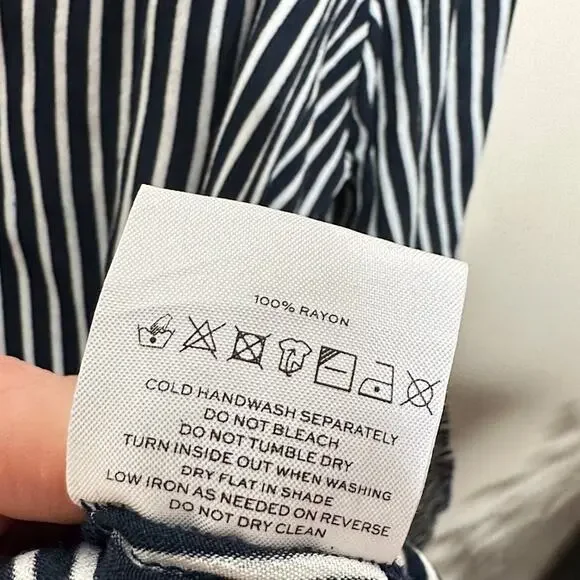 100% RAYON
COLD HANDWASH SEPARATELY
DO NOT BLEACH
DO NOT TUMBLE DRY
TURN INSIDE OUT WHEN WASHING
DRY FLAT IN SHADE
LOW IRON AS NEEDED ON REVERSE
DO NOT DRY CLEAN